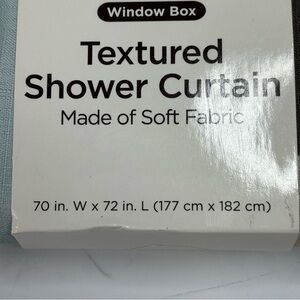 Window Box
Textured
Shower Curtain
Made of Soft Fabric
70 in. W x 72 in. L (177 cm x 182 cm)